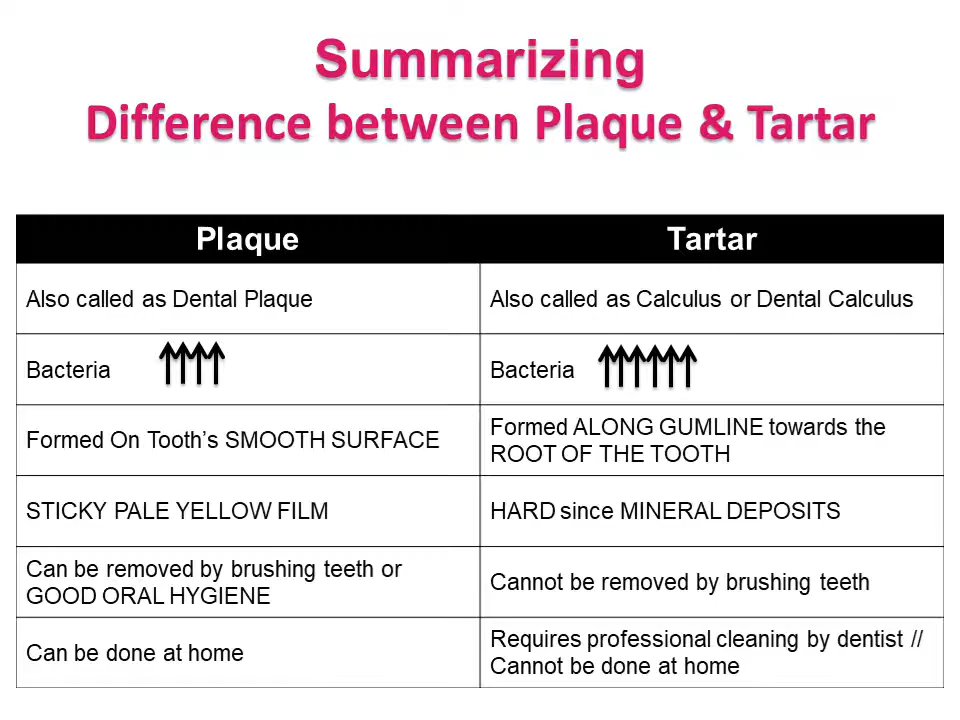 Summarizing
Difference between Plaque & Tartar
Plaque
Tartar
Also called as Dental Plaque
Also called as Calculus or Dental Calculus
Bacteria ↑↑↑↑
Bacteria ↑↑↑↑↑↑
Formed On Tooth’s SMOOTH SURFACE
Formed ALONG GUMLINE towards the
ROOT OF THE TOOTH
STICKY PALE YELLOW FILM
HARD since MINERAL DEPOSITS
Can be removed by brushing teeth or
GOOD ORAL HYGIENE
Cannot be removed by brushing teeth
Can be done at home
Requires professional cleaning by dentist //
Cannot be done at home